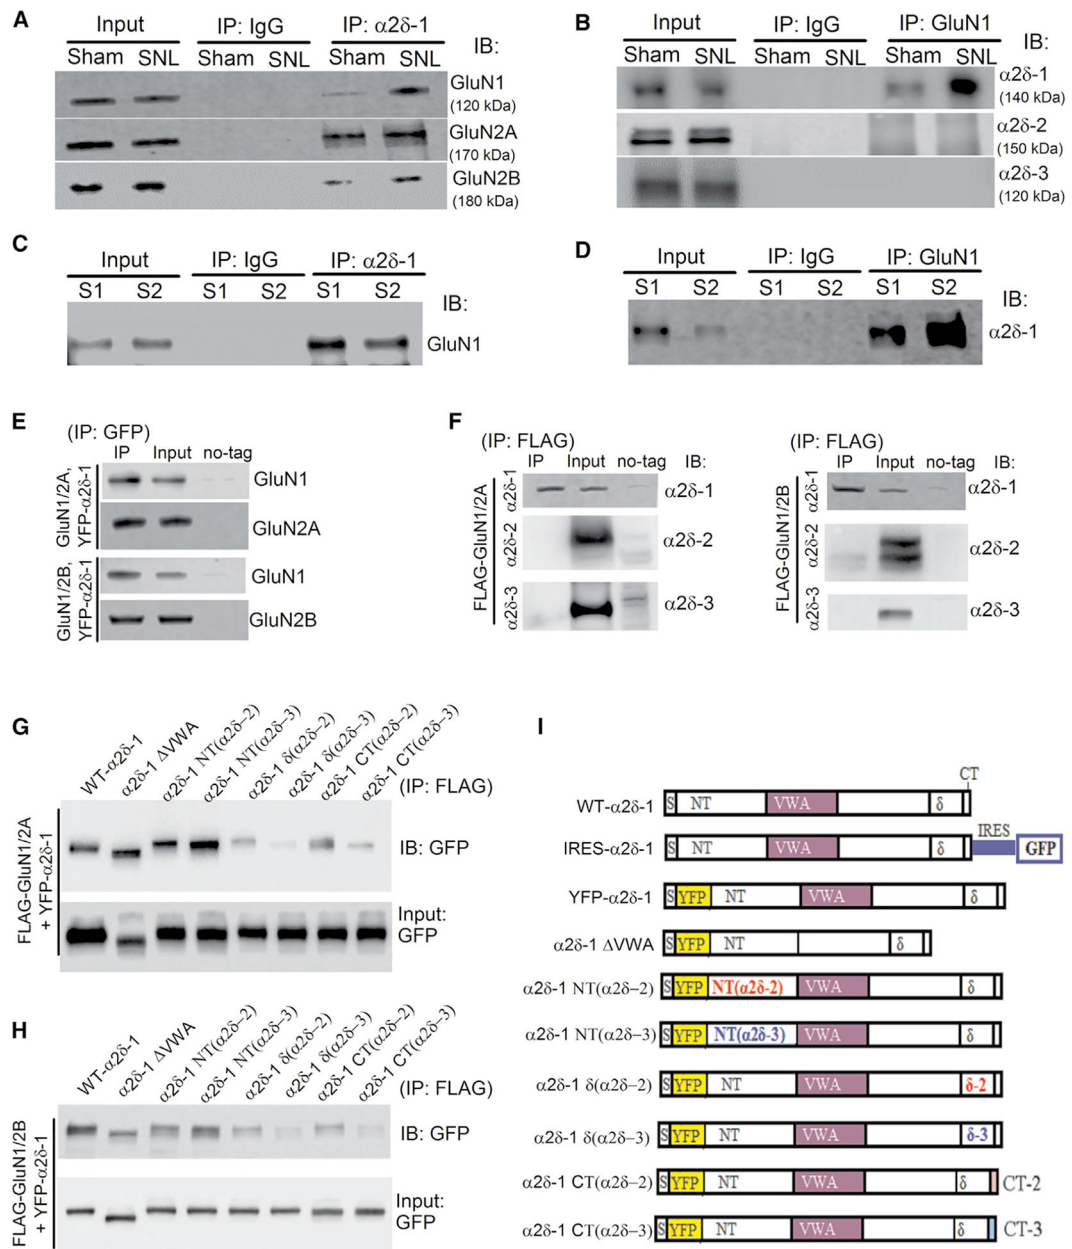 A
Input
IP: IgG
IP: α2δ-1
IB:
Sham SNL Sham SNL Sham SNL
GluN1
(120 kDa)
GluN2A
(170 kDa)
GluN2B
(180 kDa)
B
Input
IP: IgG
IP: GluN1
IB:
Sham SNL Sham SNL Sham SNL
α2δ-1
(140 kDa)
α2δ-2
(150 kDa)
α2δ-3
(120 kDa)
C
Input
IP: IgG
IP: α2δ-1
S1 S2 S1 S2 S1 S2
IB:
GluN1
D
Input
IP: IgG
IP: GluN1
S1 S2 S1 S2 S1 S2
IB:
α2δ-1
E
(IP: GFP)
IP Input no-tag
GluN1/2A,
YFP-α2δ-1
GluN1
GluN2A
GluN1/2B,
YFP-α2δ-1
GluN1
GluN2B
F
(IP: FLAG)
IP Input no-tag IB:
FLAG-GluN1/2A
α2δ-1 α2δ-1
α2δ-2 α2δ-2
α2δ-3 α2δ-3
(IP: FLAG)
IP Input no-tag IB:
FLAG-GluN1/2B
α2δ-1 α2δ-1
α2δ-2 α2δ-2
α2δ-3 α2δ-3
G
WT-α2δ-1
α2δ-1 ΔVWA
α2δ-1 NT(α2δ–2)
α2δ-1 NT(α2δ–3)
α2δ-1 δ(α2δ–2)
α2δ-1 δ(α2δ–3)
α2δ-1 CT(α2δ–2)
α2δ-1 CT(α2δ–3)
(IP: FLAG)
FLAG-GluN1/2A
+ YFP-α2δ-1
IB: GFP
Input:
GFP
H
WT-α2δ-1
α2δ-1 ΔVWA
α2δ-1 NT(α2δ–2)
α2δ-1 NT(α2δ–3)
α2δ-1 δ(α2δ–2)
α2δ-1 δ(α2δ–3)
α2δ-1 CT(α2δ–2)
α2δ-1 CT(α2δ–3)
(IP: FLAG)
FLAG-GluN1/2B
+ YFP-α2δ-1
IB: GFP
Input:
GFP
I
CT
WT-α2δ-1 S NT VWA δ
IRES
IRES-α2δ-1 S NT VWA δ GFP
YFP-α2δ-1 S YFP NT VWA δ
α2δ-1 ΔVWA S YFP NT δ
α2δ-1 NT(α2δ–2) S YFP NT(α2δ-2) VWA δ
α2δ-1 NT(α2δ–3) S YFP NT(α2δ-3) VWA δ
α2δ-1 δ(α2δ–2) S YFP NT VWA δ-2
α2δ-1 δ(α2δ–3) S YFP NT VWA δ-3
α2δ-1 CT(α2δ–2) S YFP NT VWA δ CT-2
α2δ-1 CT(α2δ–3) S YFP NT VWA δ CT-3